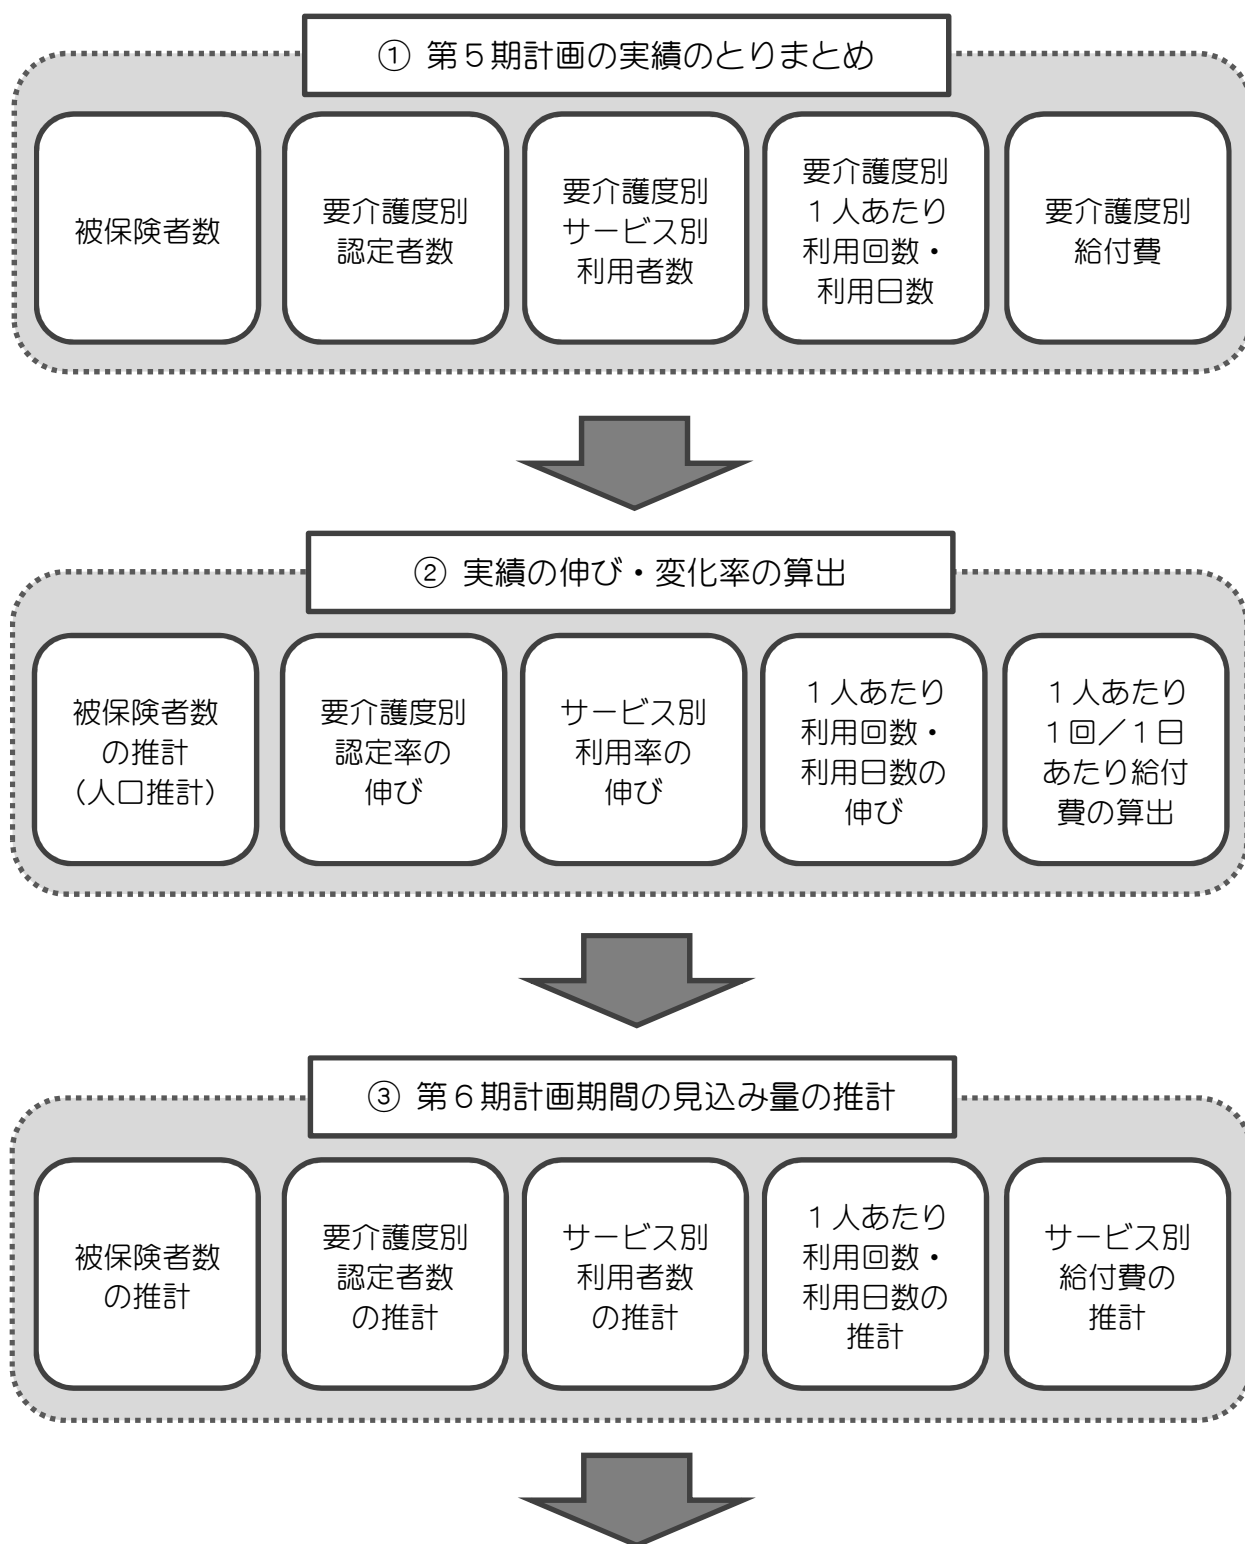 ① 第５期計画の実績のとりまとめ
被保険者数
要介護度別
認定者数
要介護度別
サービス別
利用者数
要介護度別
１人あたり
利用回数・
利用日数
要介護度別
給付費
② 実績の伸び・変化率の算出
被保険者数
の推計
（人口推計）
要介護度別
認定率の
伸び
サービス別
利用率の
伸び
１人あたり
利用回数・
利用日数の
伸び
１人あたり
１回／１日
あたり給付
費の算出
③ 第６期計画期間の見込み量の推計
被保険者数
の推計
要介護度別
認定者数
の推計
サービス別
利用者数
の推計
１人あたり
利用回数・
利用日数の
推計
サービス別
給付費の
推計